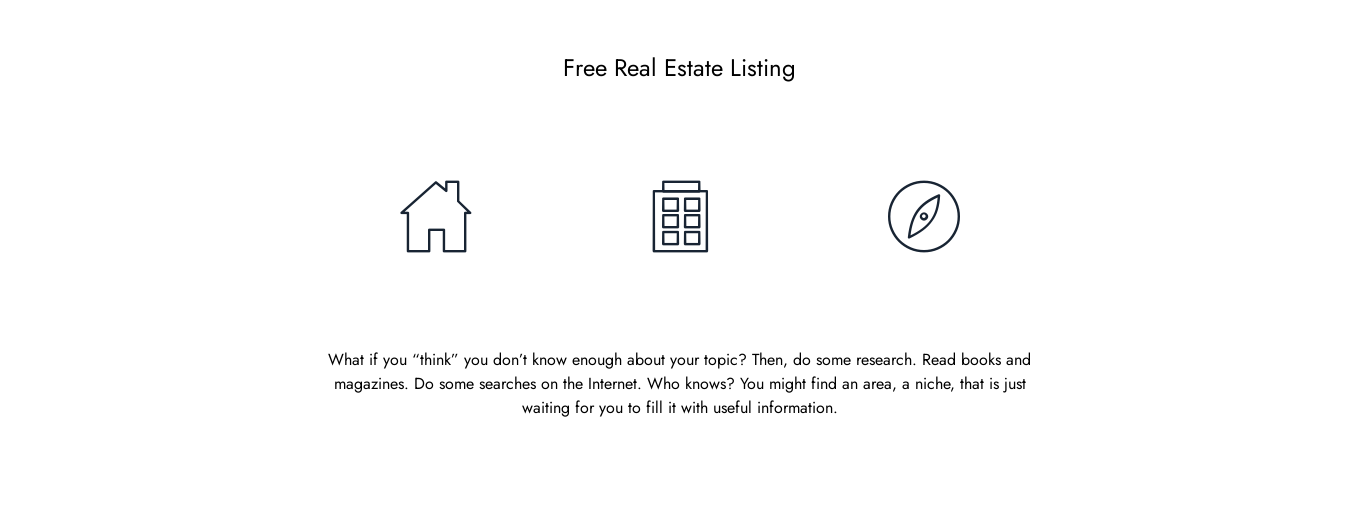 Free Real Estate Listing
What if you “think” you don’t know enough about your topic? Then, do some research. Read books and
magazines. Do some searches on the Internet. Who knows? You might find an area, a niche, that is just
waiting for you to fill it with useful information.